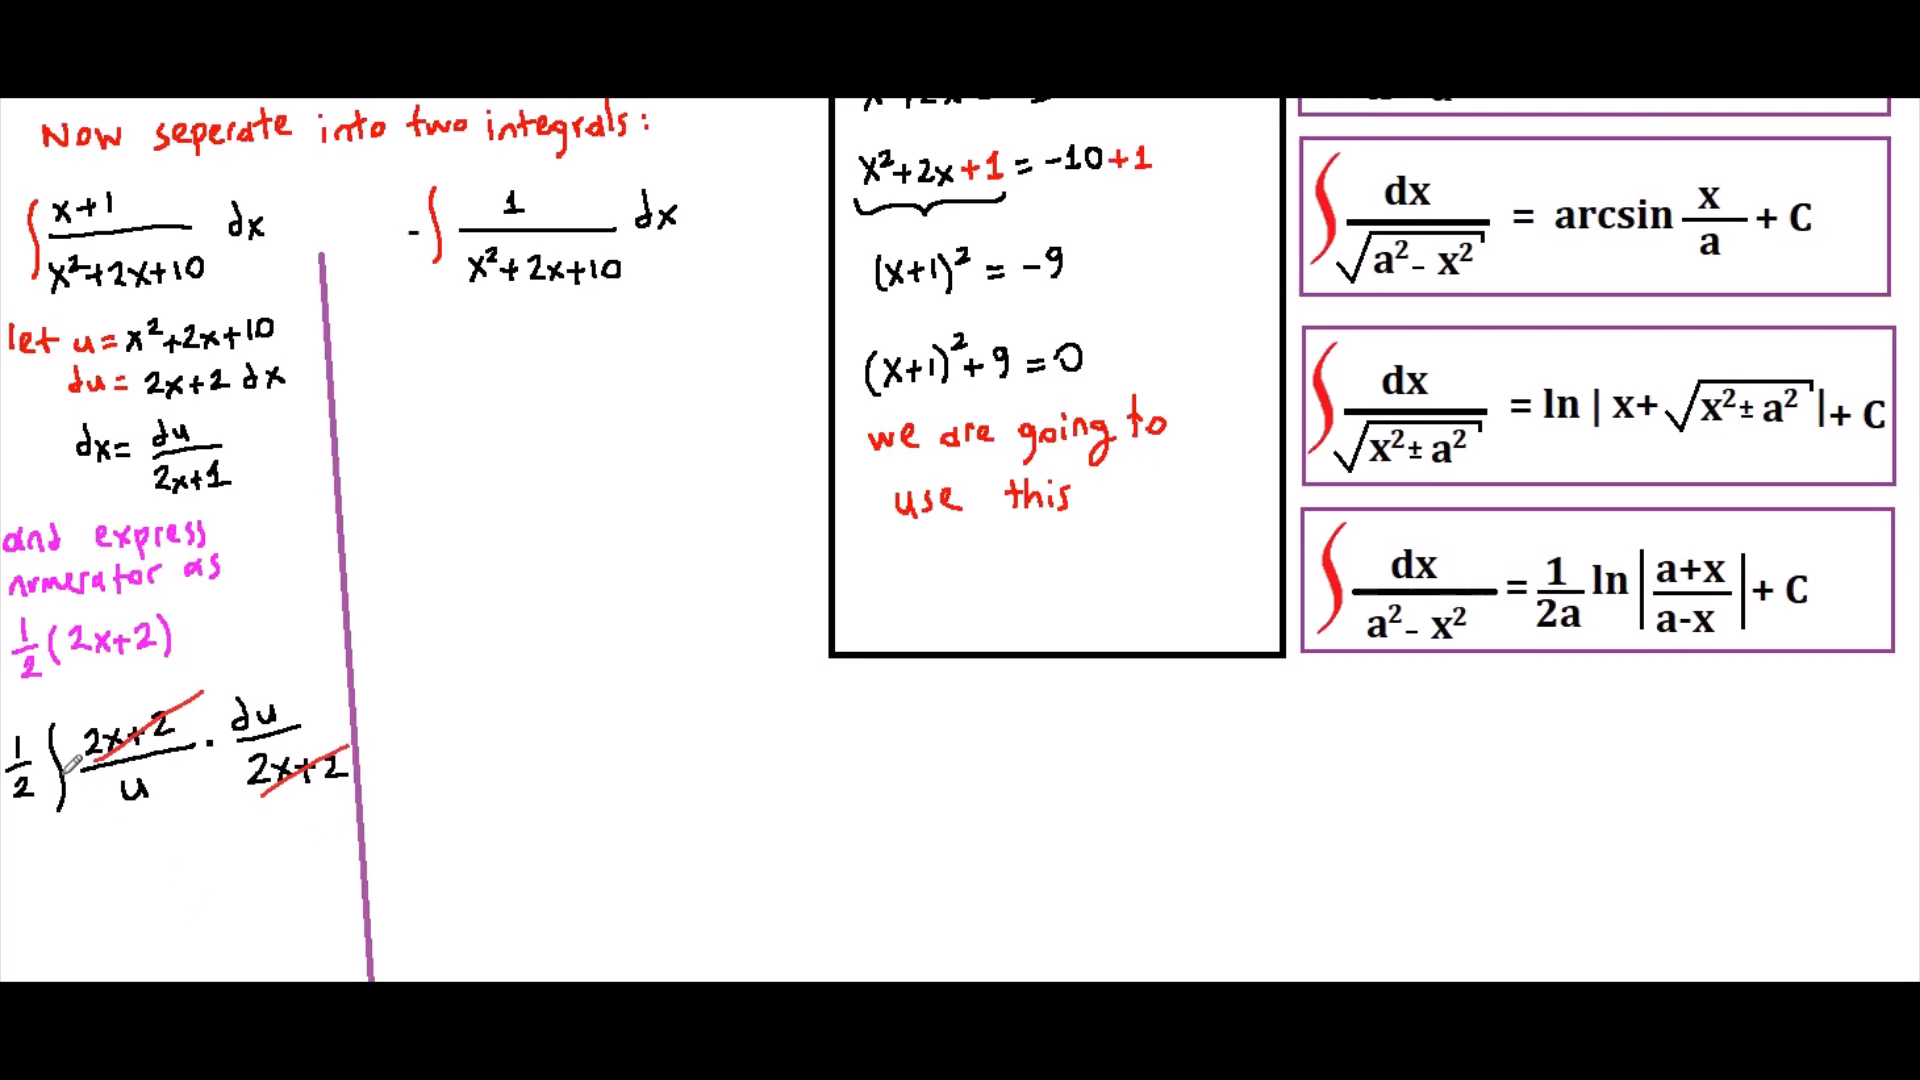 Now seperate into two integrals:
∫ x+1 / x²+2x+10 dx
-∫ 1 / x²+2x+10 dx
let u = x²+2x+10
du = 2x+2 dx
dx = du / 2x+1
and express
numerator as
1/2 (2x+2)
1/2 ∫ 2x+2 / u · du / 2x+2
x²+2x+1 = -10+1
(x+1)² = -9
(x+1)²+9 = 0
we are going to
use this
∫ dx / √a²- x² = arcsin x/a + C
∫ dx / √x²± a² = ln | x+ √x²± a² | + C
∫ dx / a²- x² = 1/2a ln | a+x / a-x | + C